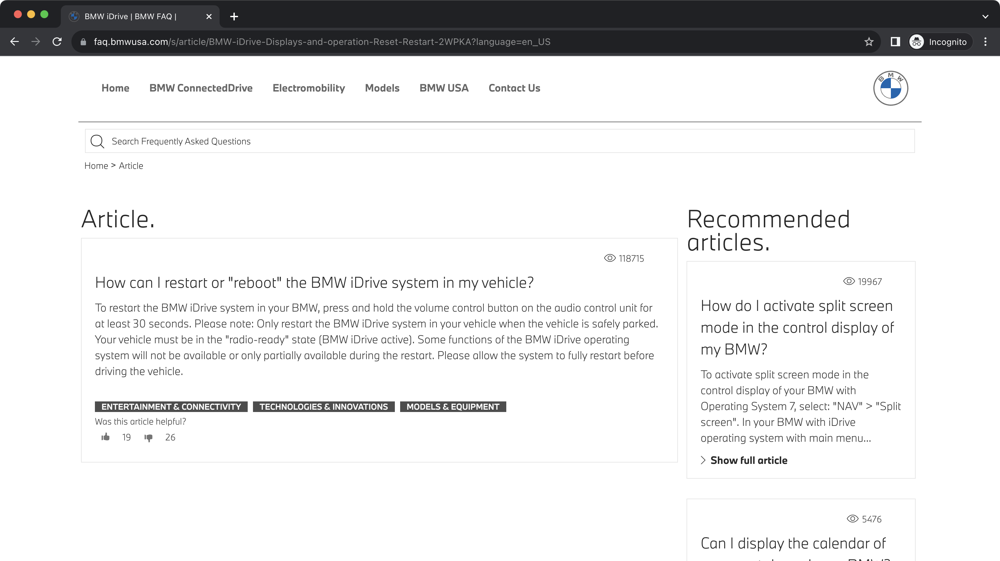 BMW iDrive | BMW FAQ |
faq.bmwusa.com/s/article/BMW-iDrive-Displays-and-operation-Reset-Restart-2WPKA?language=en_US
Incognito
Home
BMW ConnectedDrive
Electromobility
Models
BMW USA
Contact Us
BMW
Search Frequently Asked Questions
Home > Article
Article.
118715
How can I restart or "reboot" the BMW iDrive system in my vehicle?
To restart the BMW iDrive system in your BMW, press and hold the volume control button on the audio control unit for
at least 30 seconds. Please note: Only restart the BMW iDrive system in your vehicle when the vehicle is safely parked.
Your vehicle must be in the "radio-ready" state (BMW iDrive active). Some functions of the BMW iDrive operating
system will not be available or only partially available during the restart. Please allow the system to fully restart before
driving the vehicle.
ENTERTAINMENT & CONNECTIVITY
TECHNOLOGIES & INNOVATIONS
MODELS & EQUIPMENT
Was this article helpful?
19
26
Recommended
articles.
19967
How do I activate split screen
mode in the control display of
my BMW?
To activate split screen mode in the
control display of your BMW with
Operating System 7, select: "NAV" > "Split
screen". In your BMW with iDrive
operating system with main menu...
Show full article
5476
Can I display the calendar of
BMW?